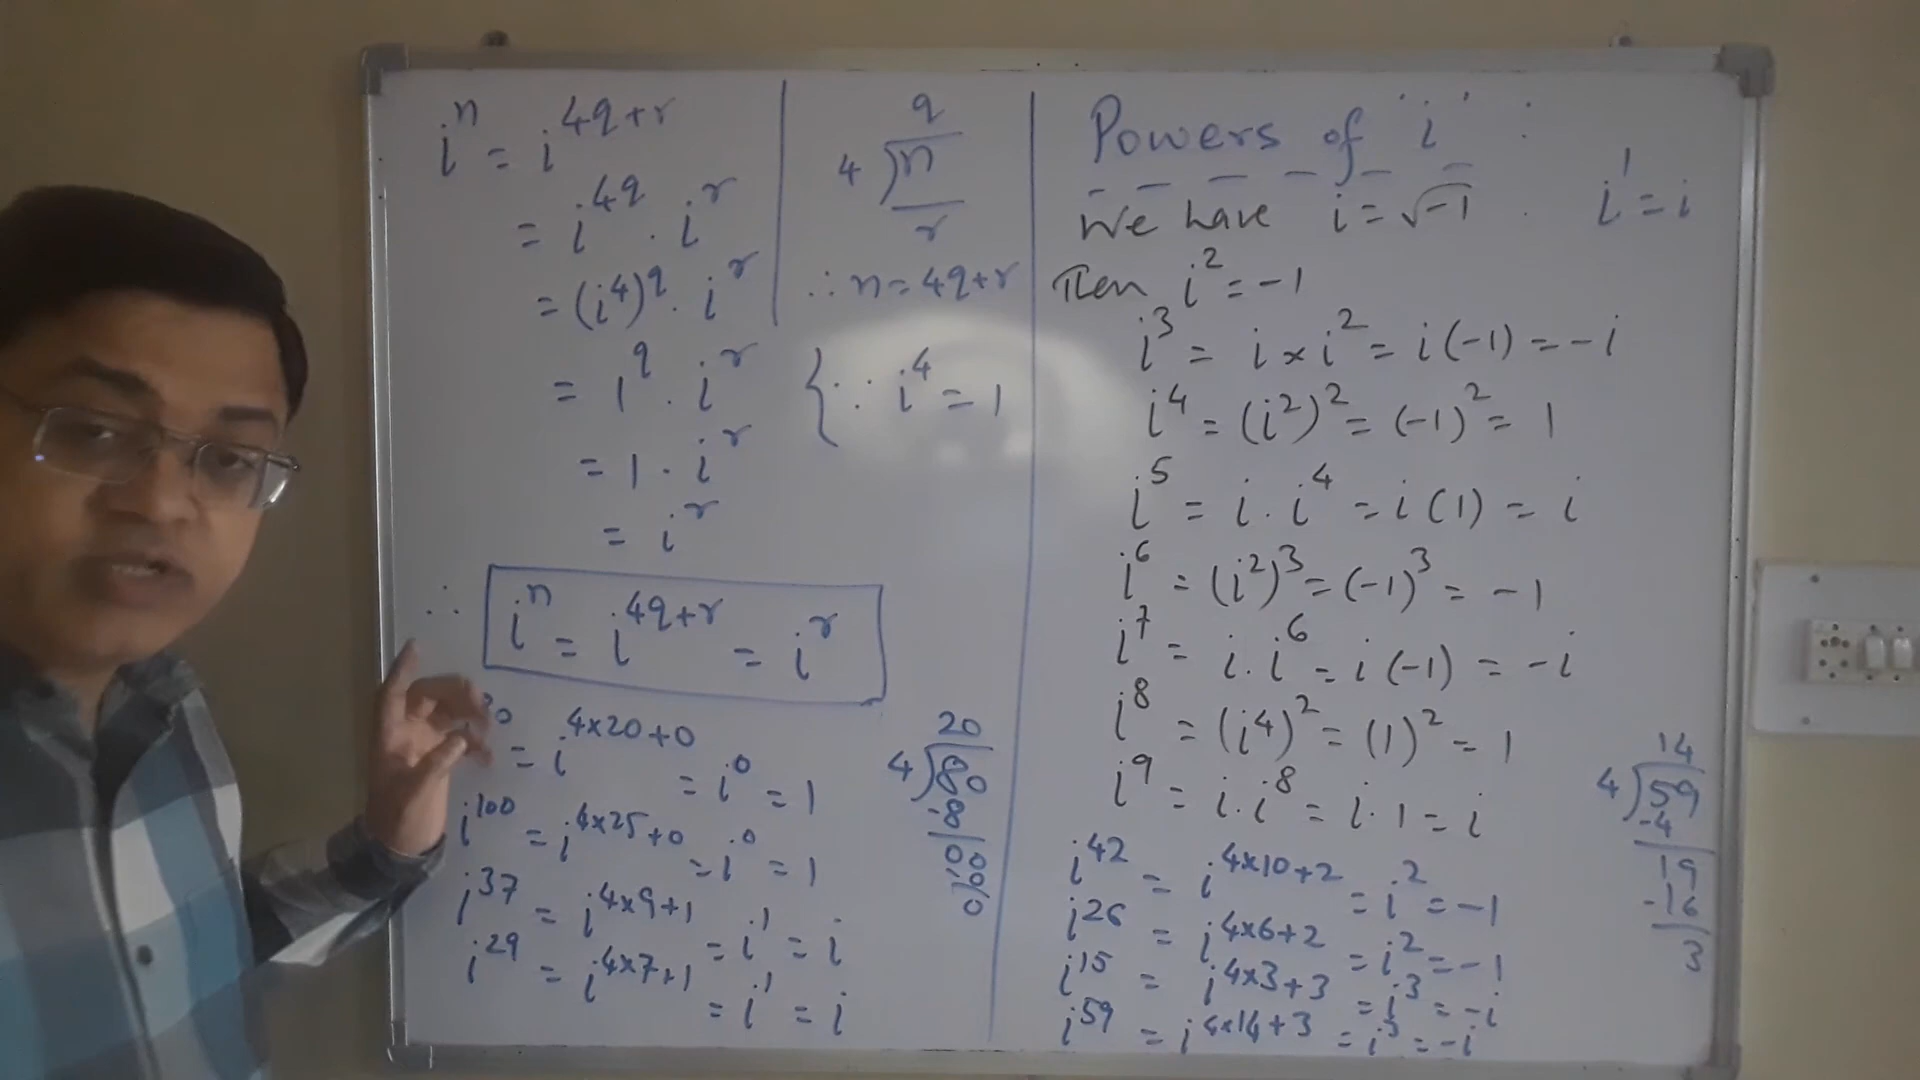 i^n = i^{4q+r}
= i^{4q} . i^r
= (i^4)^q . i^r
= 1^q . i^r
= 1 . i^r
= i^r
∴ i^n = i^{4q+r} = i^r
= i^{4×20+0} = i^0 = 1
i^{100} = i^{4×25+0} = i^0 = 1
i^{37} = i^{4×9+1} = i^1 = i
i^{29} = i^{4×7+1} = i^1 = i
q
4)n
r
∴ n = 4q+r
{∵ i^4 = 1
20
4)80
-8
00
0
Powers of 'i' :
We have i = √-1 i^1 = i
Then i^2 = -1
i^3 = i × i^2 = i(-1) = -i
i^4 = (i^2)^2 = (-1)^2 = 1
i^5 = i . i^4 = i(1) = i
i^6 = (i^2)^3 = (-1)^3 = -1
i^7 = i . i^6 = i(-1) = -i
i^8 = (i^4)^2 = (1)^2 = 1
i^9 = i . i^8 = i . 1 = i
i^{42} = i^{4×10+2} = i^2 = -1
i^{26} = i^{4×6+2} = i^2 = -1
i^{15} = i^{4×3+3} = i^3 = -i
i^{59} = i^{4×14+3} = i^3 = -i
14
4)59
-4
19
-16
3